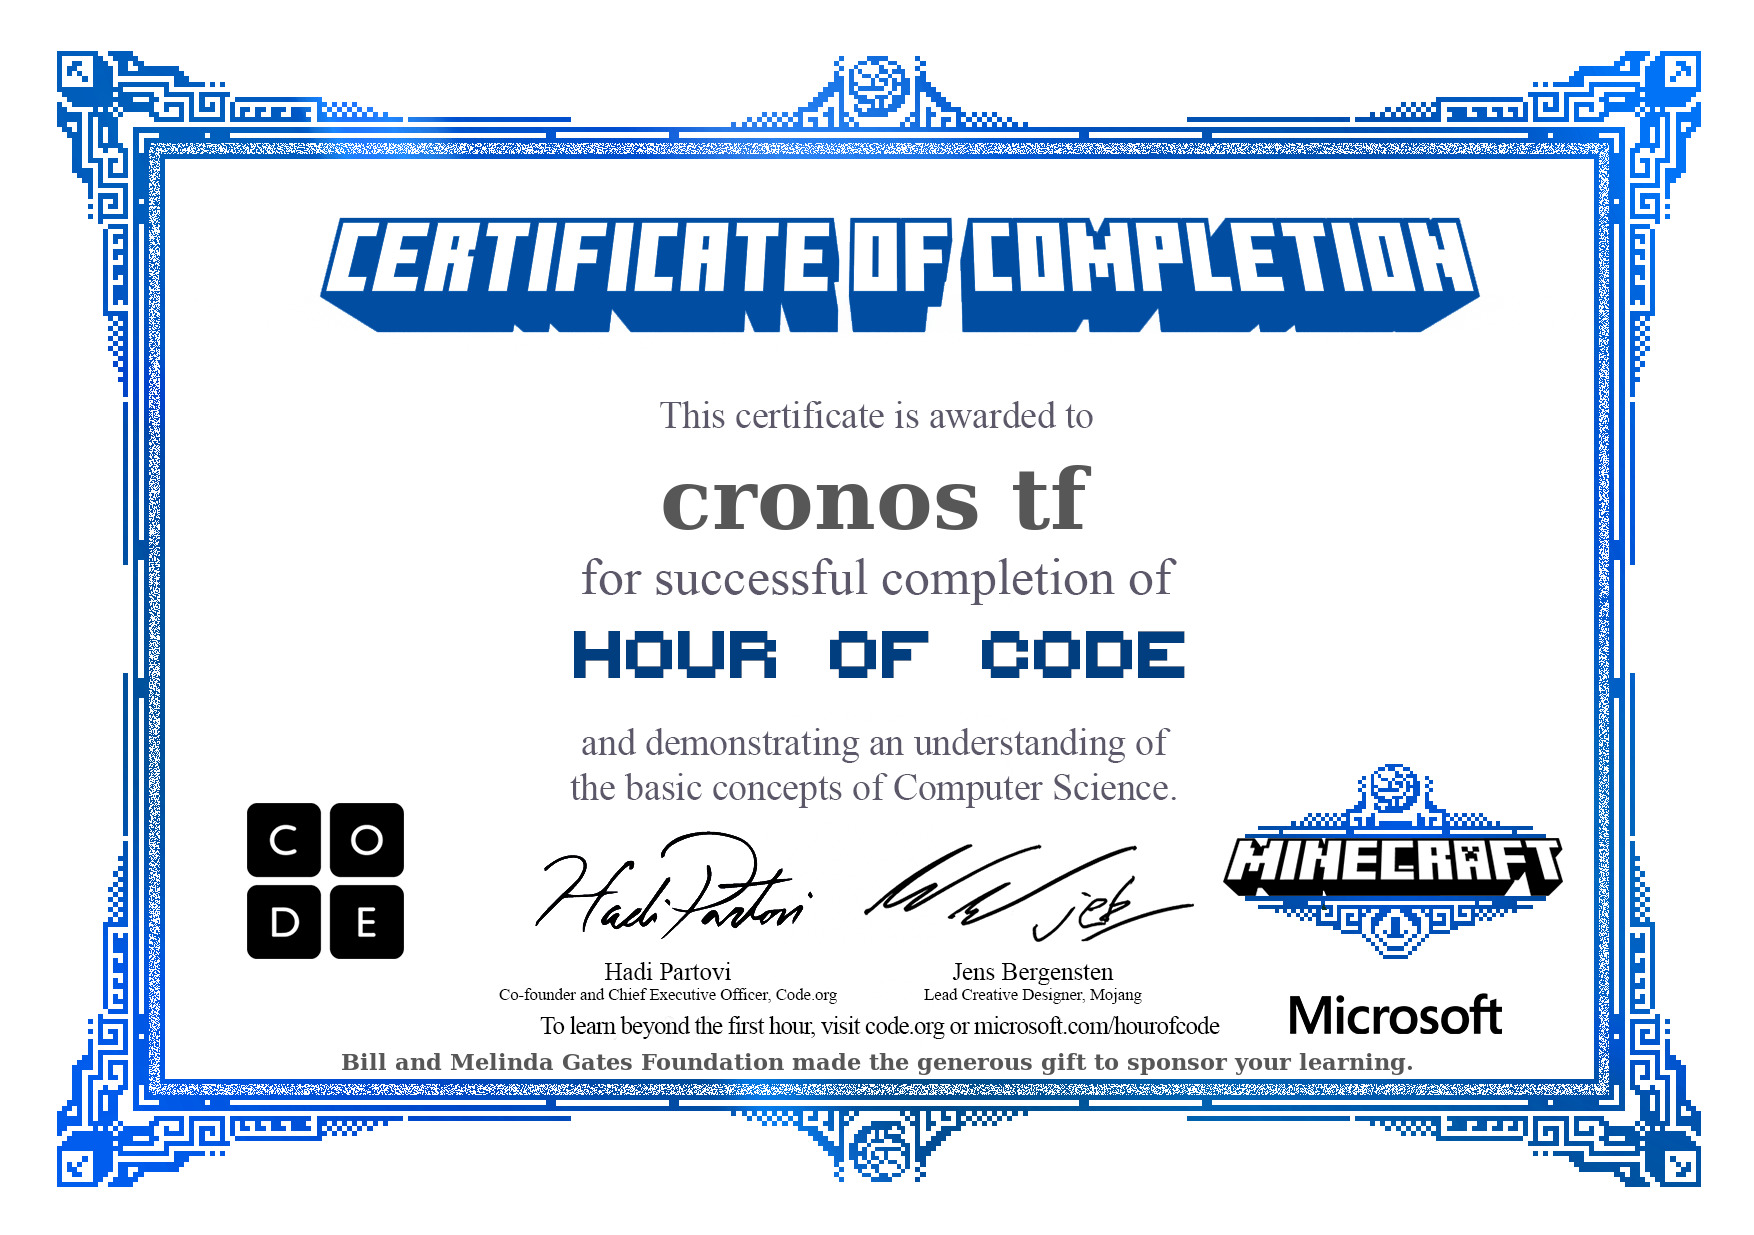 CERTIFICATE OF COMPLETION
This certificate is awarded to
cronos tf
for successful completion of
HOUR OF CODE
and demonstrating an understanding of
the basic concepts of Computer Science.
C O
D E
Hadi Partovi
jeb
MINECRAFT
Hadi Partovi
Co-founder and Chief Executive Officer, Code.org
Jens Bergensten
Lead Creative Designer, Mojang
To learn beyond the first hour, visit code.org or microsoft.com/hourofcode
Microsoft
Bill and Melinda Gates Foundation made the generous gift to sponsor your learning.